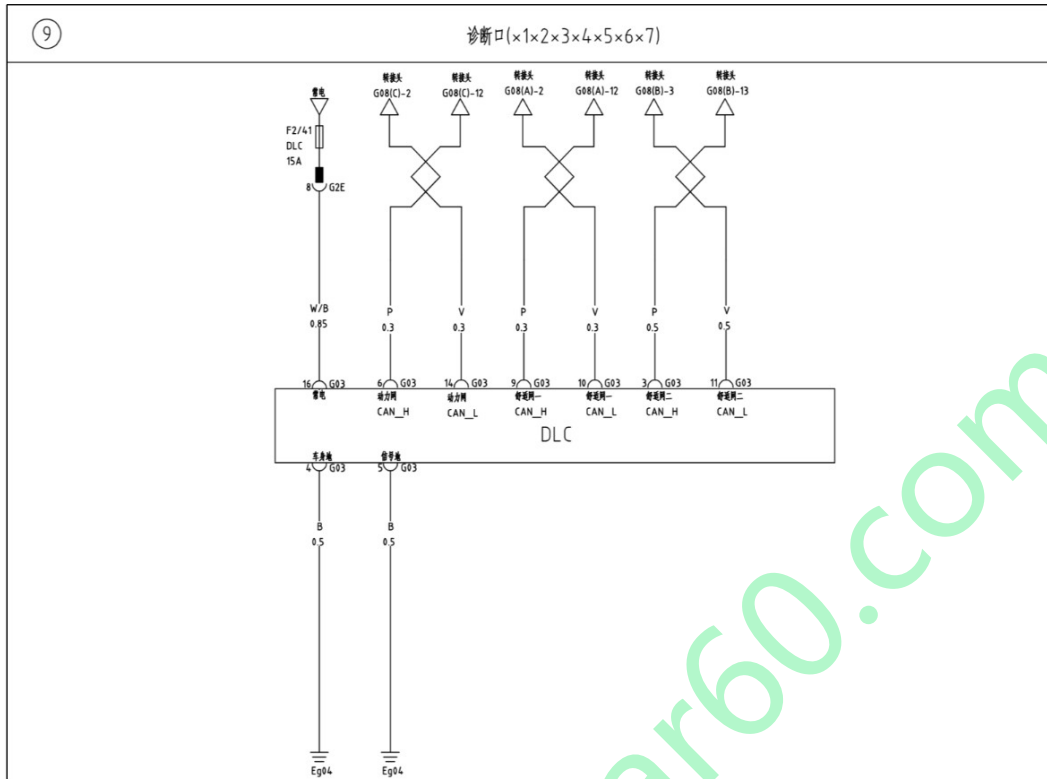 9
诊断口(×1×2×3×4×5×6×7)
常电
转接头
G08(C)-2
转接头
G08(C)-12
转接头
G08(A)-2
转接头
G08(A)-12
转接头
G08(B)-3
转接头
G08(B)-13
F2/41
DLC
15A
8 G2E
W/B
0.85
P
0.3
V
0.3
P
0.3
V
0.3
P
0.5
V
0.5
16 G03
6 G03
14 G03
9 G03
10 G03
3 G03
11 G03
常电
动力网
CAN_H
动力网
CAN_L
舒适网一
CAN_H
舒适网一
CAN_L
舒适网二
CAN_H
舒适网二
CAN_L
DLC
车身地
信号地
4 G03
5 G03
B
0.5
B
0.5
Eg04
Eg04
ar60.com